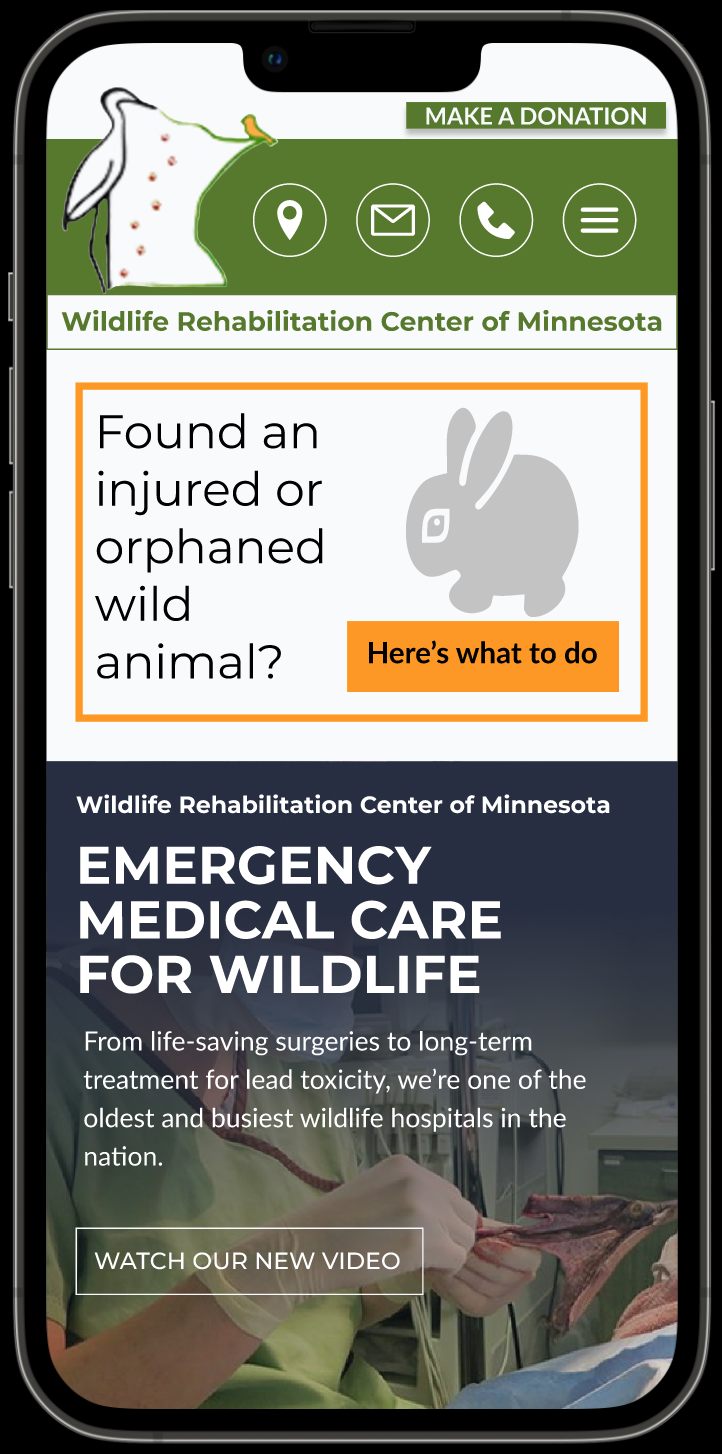 MAKE A DONATION
Wildlife Rehabilitation Center of Minnesota
Found an
injured or
orphaned
wild
animal?
Here’s what to do
Wildlife Rehabilitation Center of Minnesota
EMERGENCY
MEDICAL CARE
FOR WILDLIFE
From life-saving surgeries to long-term
treatment for lead toxicity, we’re one of the
oldest and busiest wildlife hospitals in the
nation.
WATCH OUR NEW VIDEO